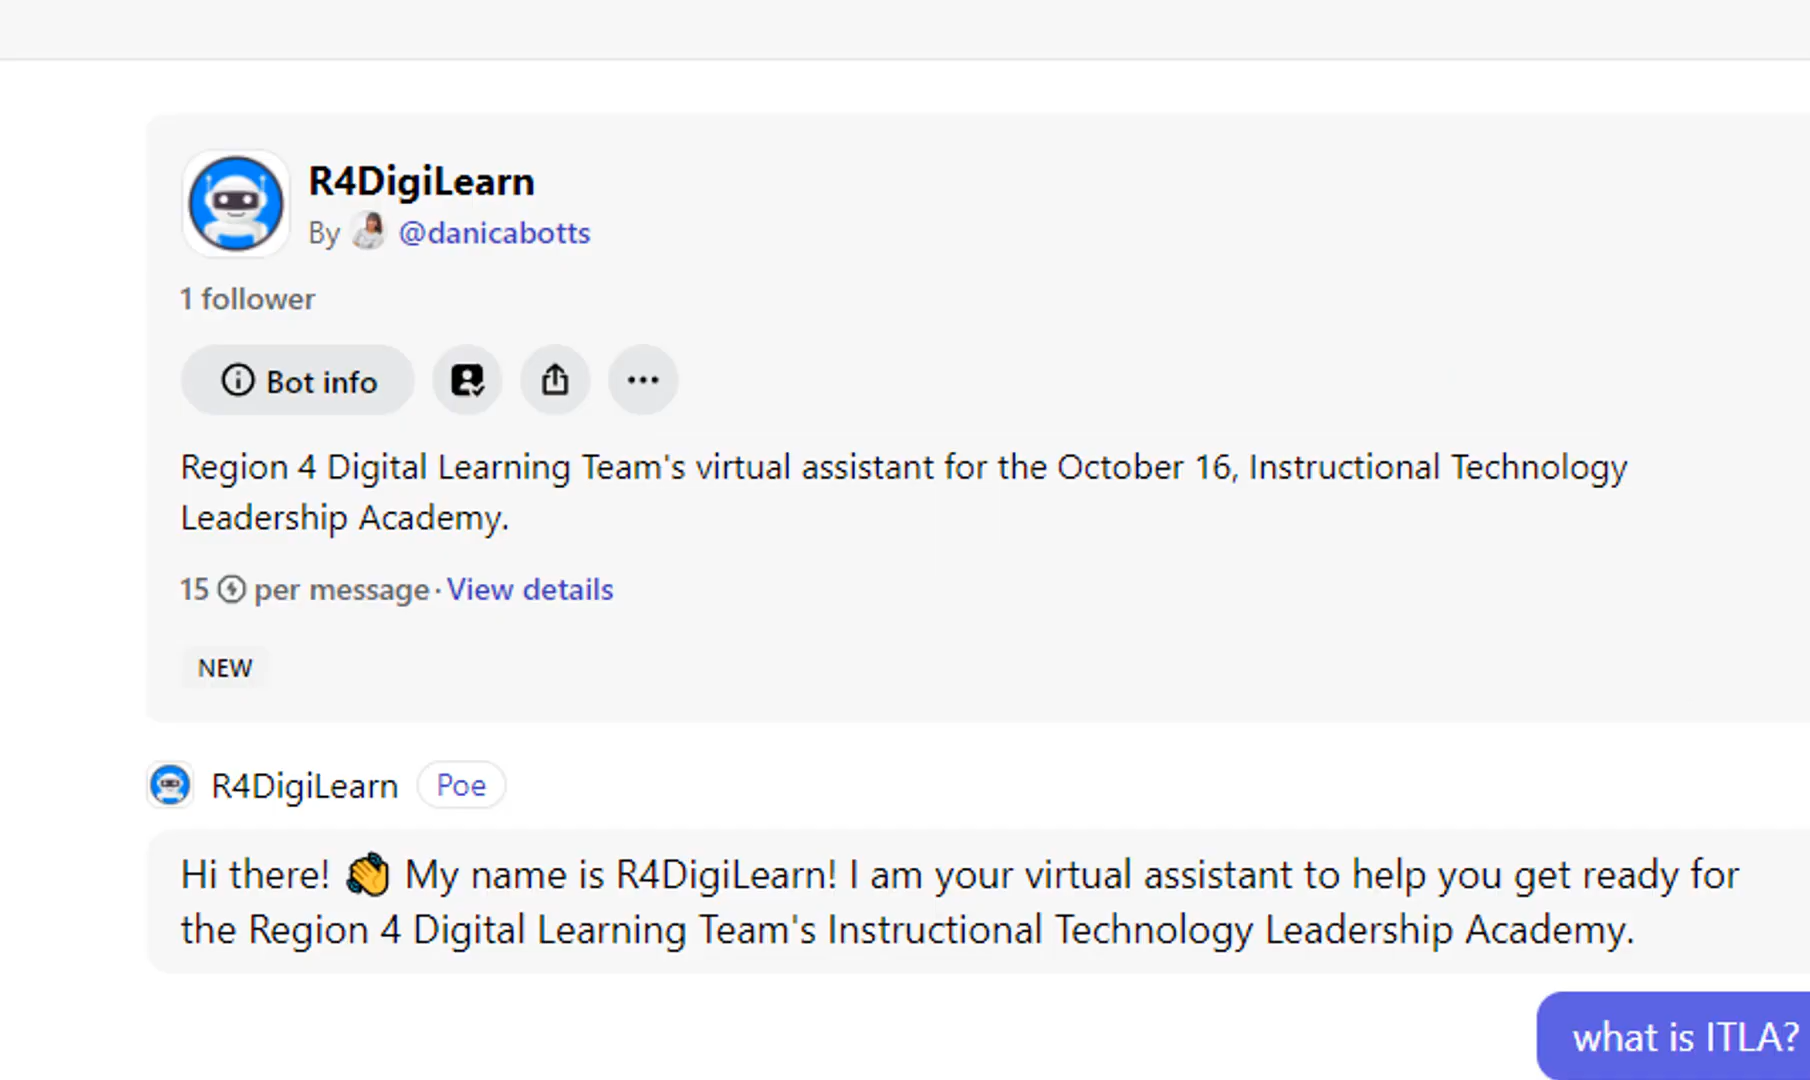 R4DigiLearn
By @danicabotts
1 follower
Bot info
Region 4 Digital Learning Team's virtual assistant for the October 16, Instructional Technology
Leadership Academy.
15 per message · View details
NEW
R4DigiLearn Poe
Hi there! 👏 My name is R4DigiLearn! I am your virtual assistant to help you get ready for
the Region 4 Digital Learning Team's Instructional Technology Leadership Academy.
what is ITLA?